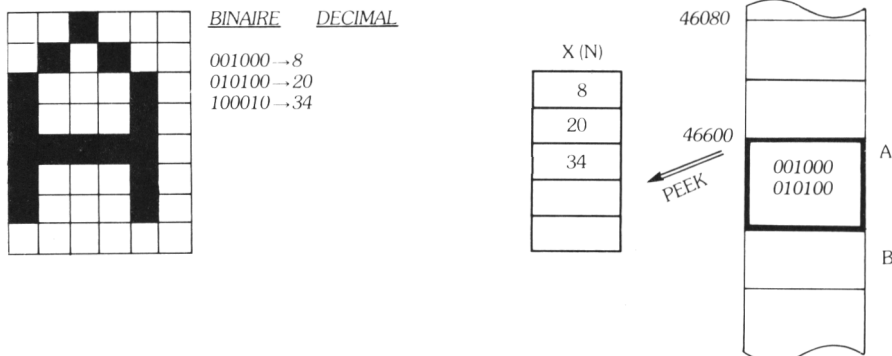 BINAIRE DECIMAL
001000→8
010100→20
100010→34
X (N)
8
20
34
PEEK
46080
46600
001000
010100
A
B